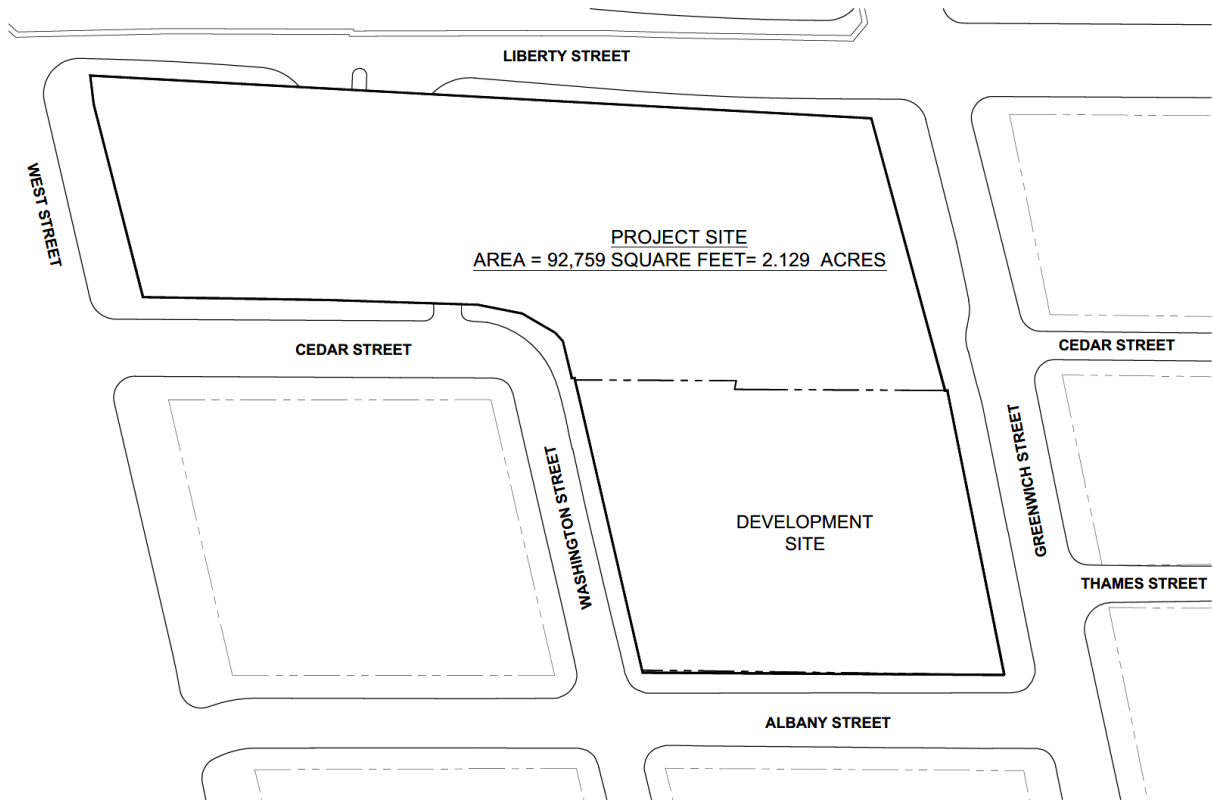 LIBERTY STREET
WEST STREET
PROJECT SITE
AREA = 92,759 SQUARE FEET= 2.129 ACRES
CEDAR STREET
CEDAR STREET
WASHINGTON STREET
GREENWICH STREET
DEVELOPMENT
SITE
THAMES STREET
ALBANY STREET